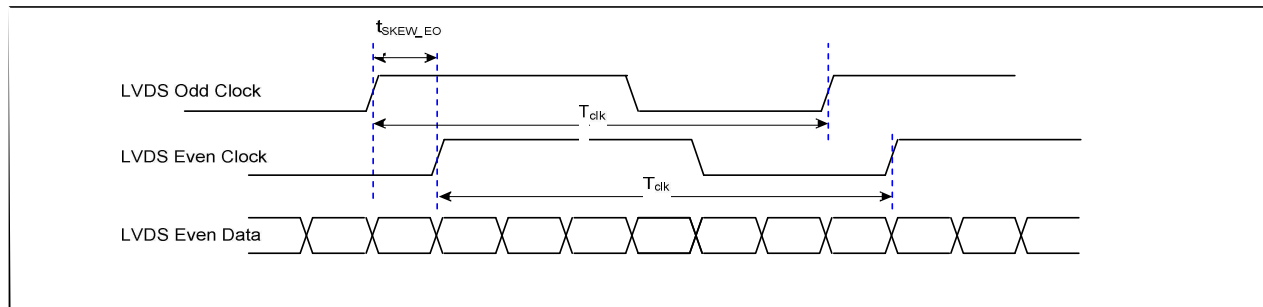 tSKEW_EO
LVDS Odd Clock
Tclk
LVDS Even Clock
Tclk
LVDS Even Data